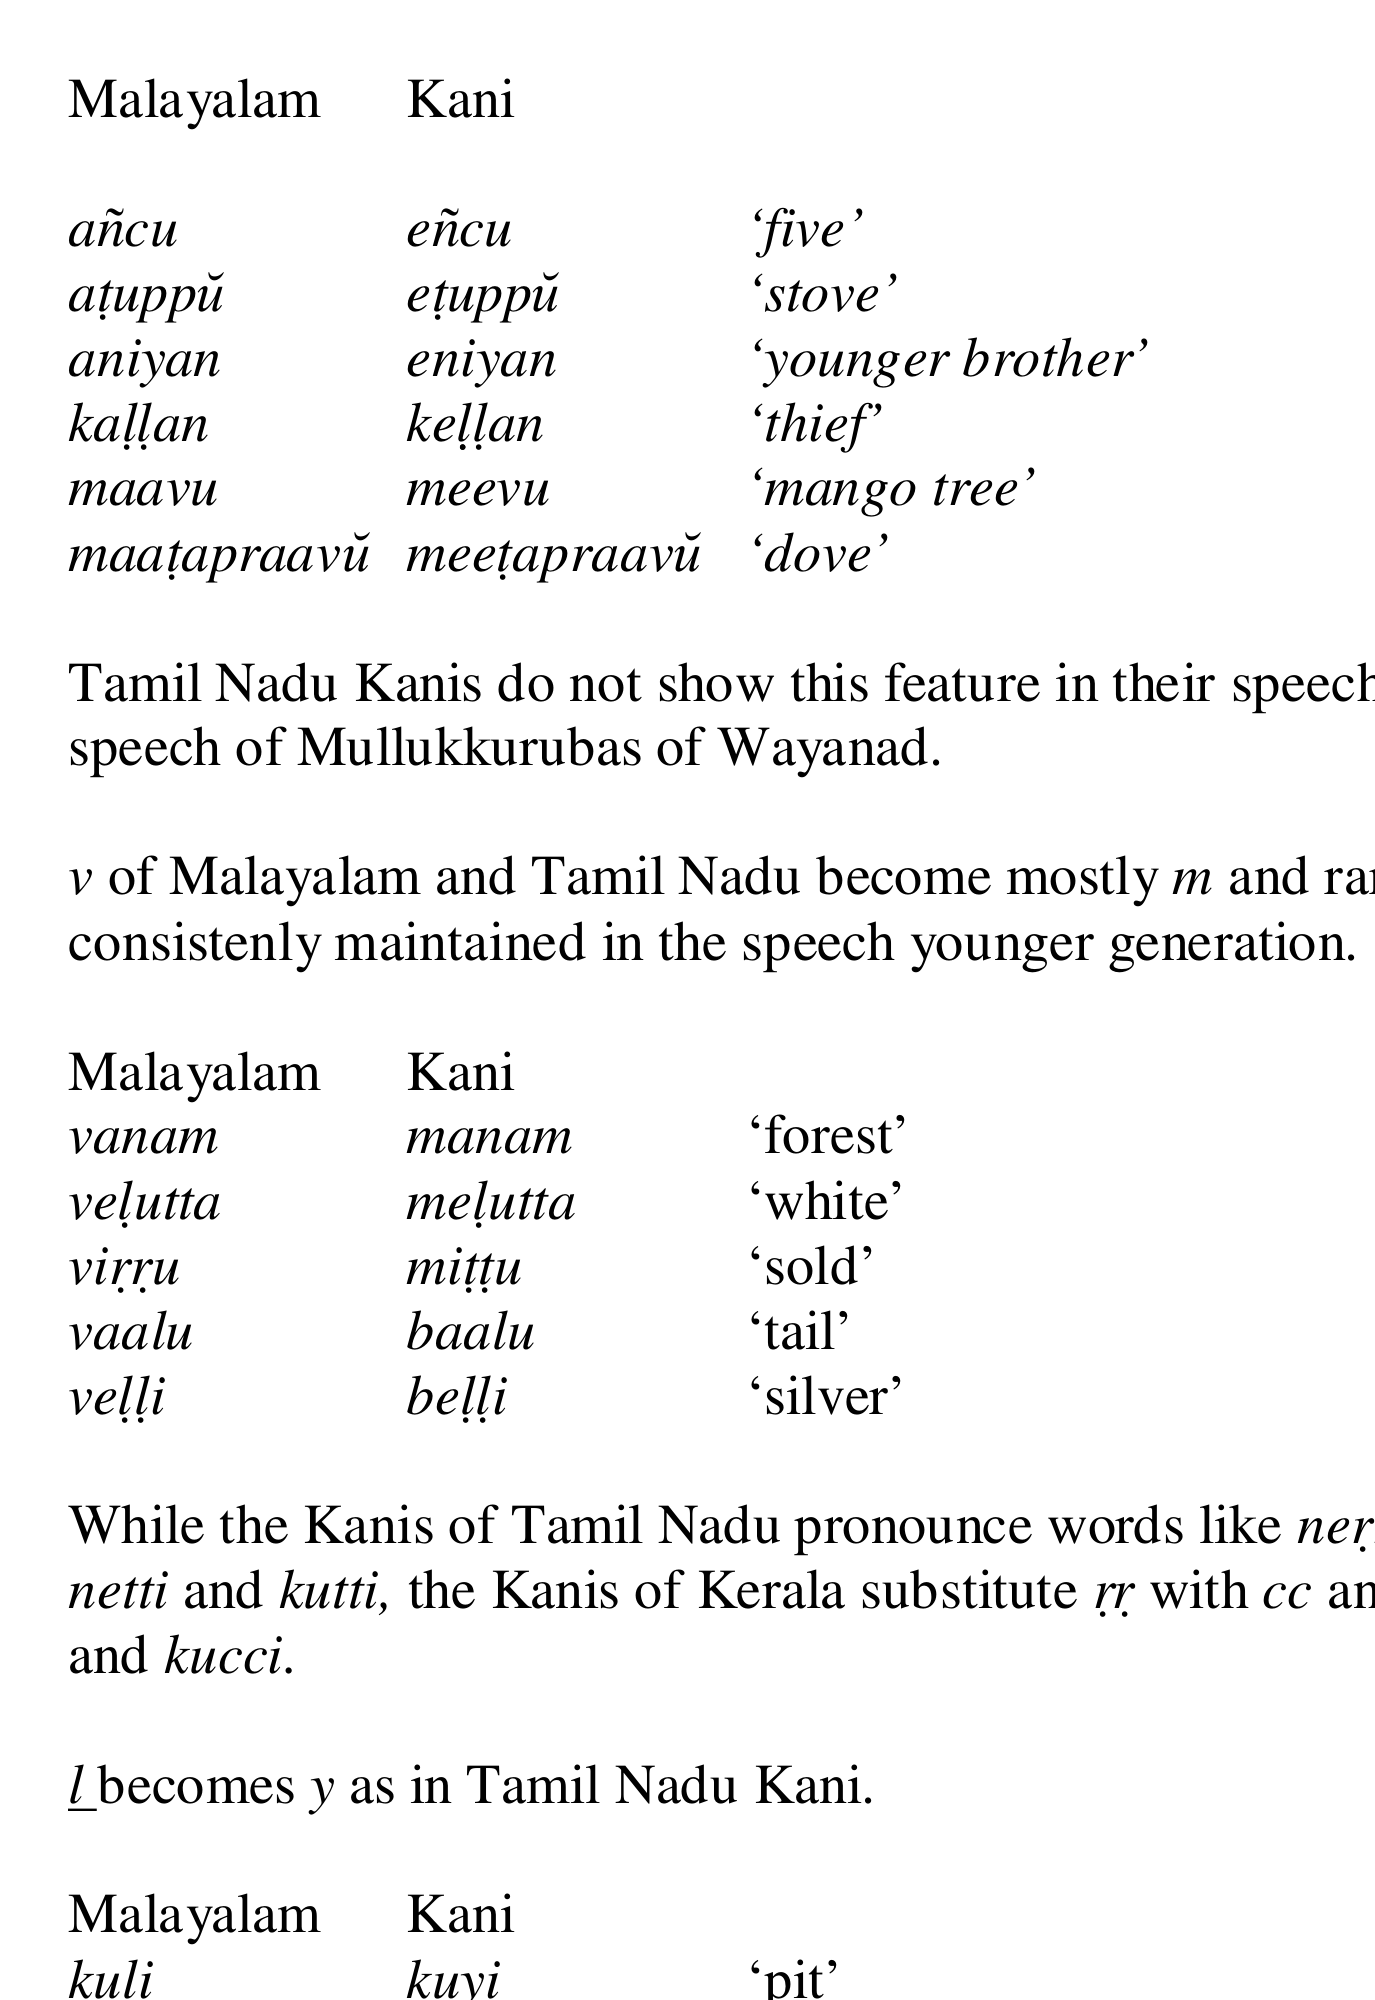 Malayalam Kani
añcu eñcu ‘five’
aṭuppŭ eṭuppŭ ‘stove’
aniyan eniyan ‘younger brother’
kaḷḷan keḷḷan ‘thief’
maavu meevu ‘mango tree’
maaṭapraavŭ meeṭapraavŭ ‘dove’
Tamil Nadu Kanis do not show this feature in their speech
speech of Mullukkurubas of Wayanad.
v of Malayalam and Tamil Nadu become mostly m and
consistenly maintained in the speech younger generation.
Malayalam Kani
vanam manam ‘forest’
veḷutta meḷutta ‘white’
viṛṛu miṭṭu ‘sold’
vaalu baalu ‘tail’
veḷḷi beḷḷi ‘silver’
While the Kanis of Tamil Nadu pronounce words like
netti and kutti, the Kanis of Kerala substitute ṛṛ with cc
and kucci.
l becomes y as in Tamil Nadu Kani.
Malayalam Kani
kuli kuyi ‘pit’